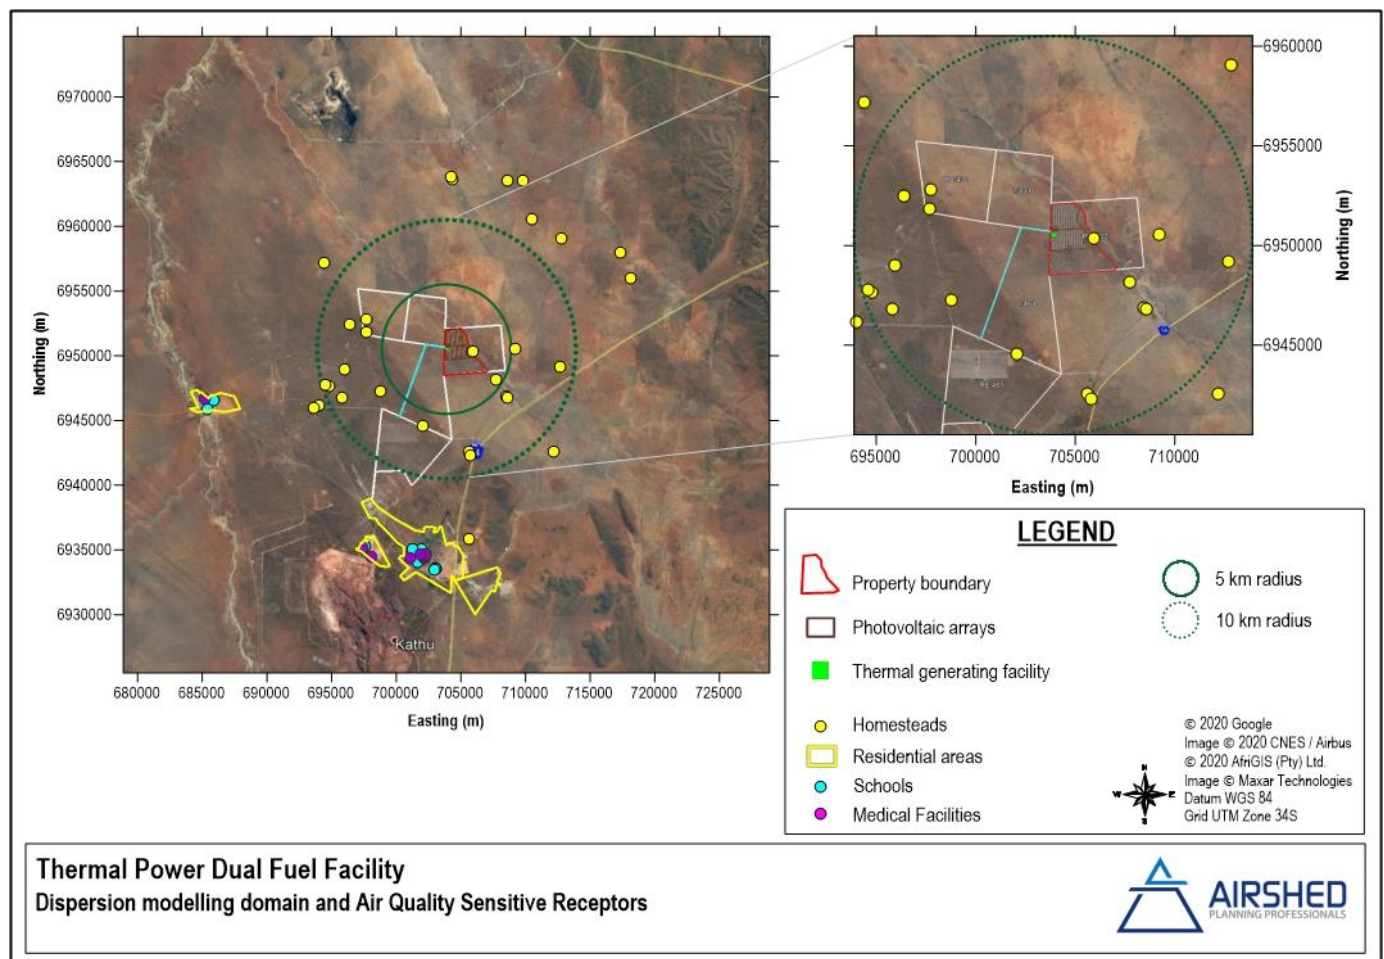 6970000
6965000
6960000
6955000
6950000
6945000
6940000
6935000
6930000
Northing (m)
Kathu
680000 685000 690000 695000 700000 705000 710000 715000 720000 725000
Easting (m)
6960000
6955000
6950000
6945000
Northing (m)
695000 700000 705000 710000
Easting (m)
LEGEND
Property boundary
Photovoltaic arrays
Thermal generating facility
Homesteads
Residential areas
Schools
Medical Facilities
5 km radius
10 km radius
© 2020 Google
Image © 2020 CNES / Airbus
© 2020 AfriGIS (Pty) Ltd.
Image © Maxar Technologies
Datum WGS 84
Grid UTM Zone 34S
N
W E
S
Thermal Power Dual Fuel Facility
Dispersion modelling domain and Air Quality Sensitive Receptors
AIRSHED
PLANNING PROFESSIONALS